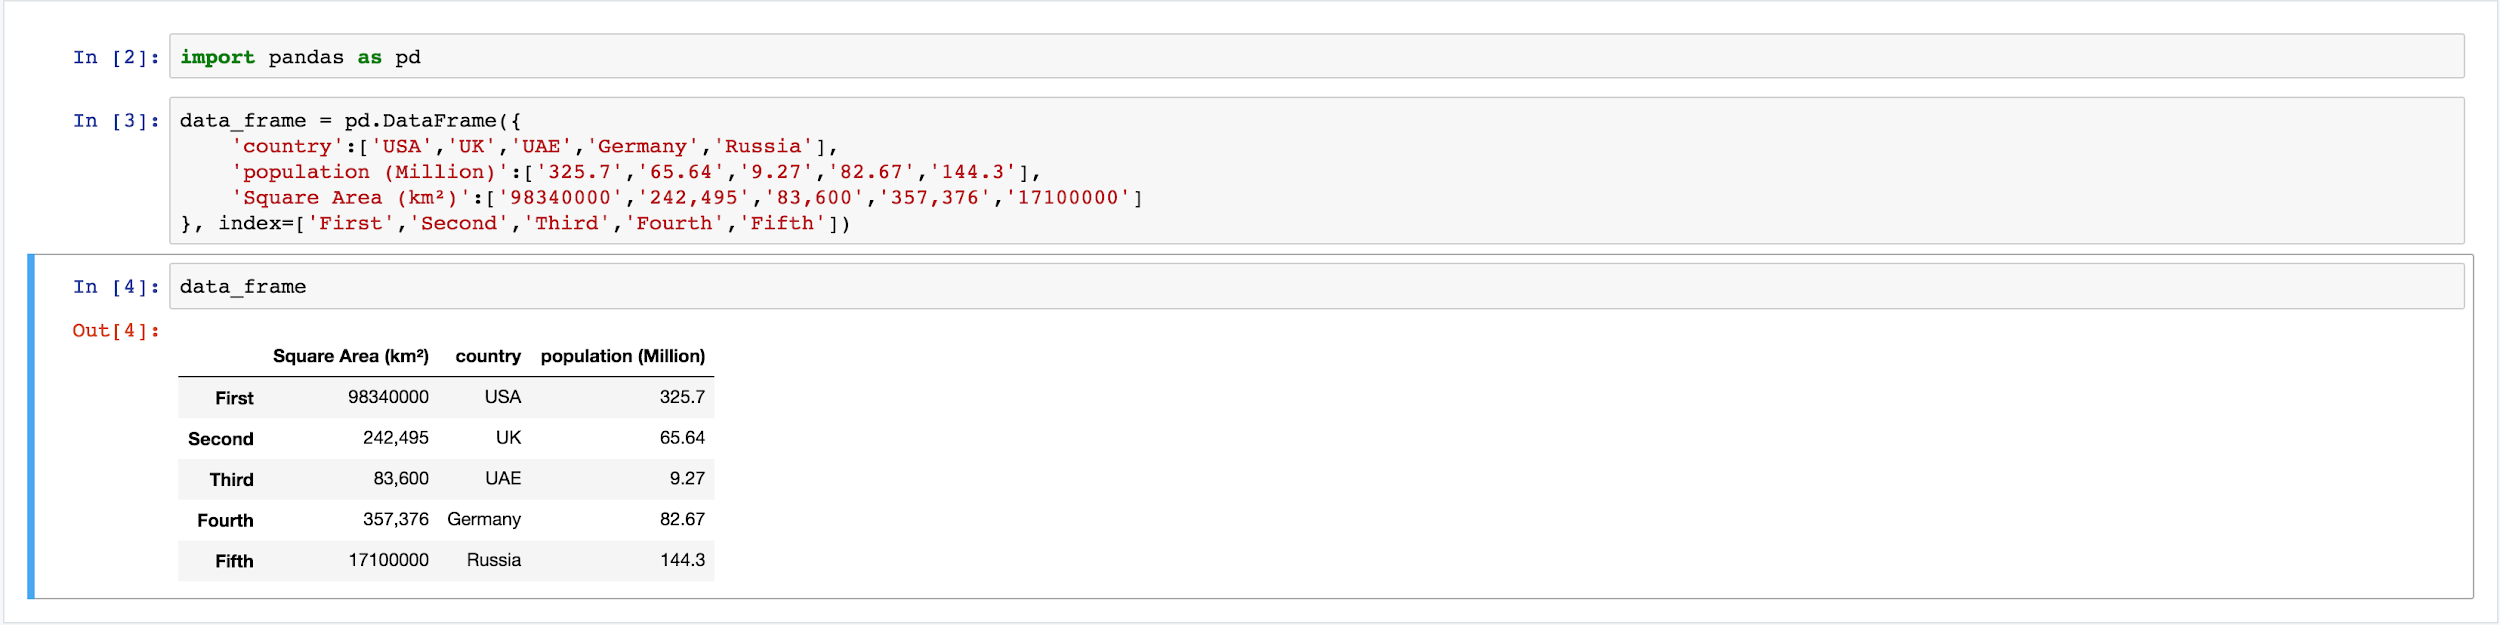 In [2]: import pandas as pd
In [3]: data_frame = pd.DataFrame({
'country':['USA','UK','UAE','Germany','Russia'],
'population (Million)':['325.7','65.64','9.27','82.67','144.3'],
'Square Area (km²)':['98340000','242,495','83,600','357,376','17100000']
}, index=['First','Second','Third','Fourth','Fifth'])
In [4]: data_frame
Out[4]:
Square Area (km²) country population (Million)
First 98340000 USA 325.7
Second 242,495 UK 65.64
Third 83,600 UAE 9.27
Fourth 357,376 Germany 82.67
Fifth 17100000 Russia 144.3